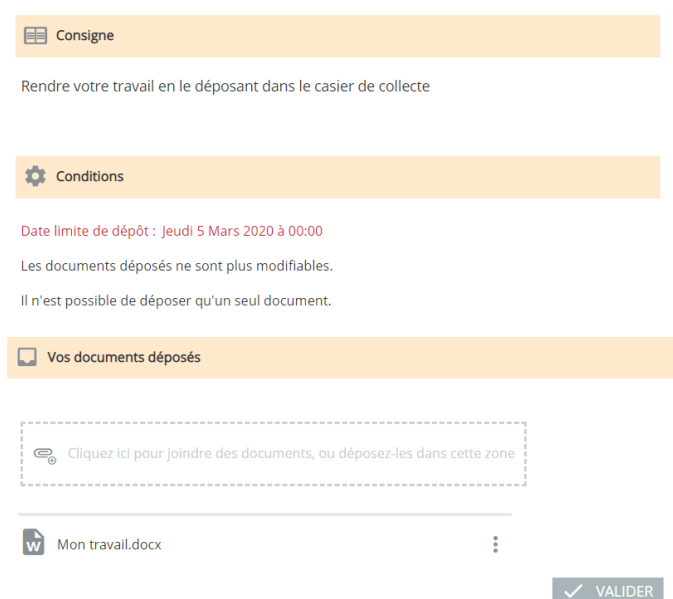 Consigne
Rendre votre travail en le déposant dans le casier de collecte
Conditions
Date limite de dépôt : Jeudi 5 Mars 2020 à 00:00
Les documents déposés ne sont plus modifiables.
Il n'est possible de déposer qu'un seul document.
Vos documents déposés
Cliquez ici pour joindre des documents, ou déposez-les dans cette zone
W Mon travail.docx
VALIDER